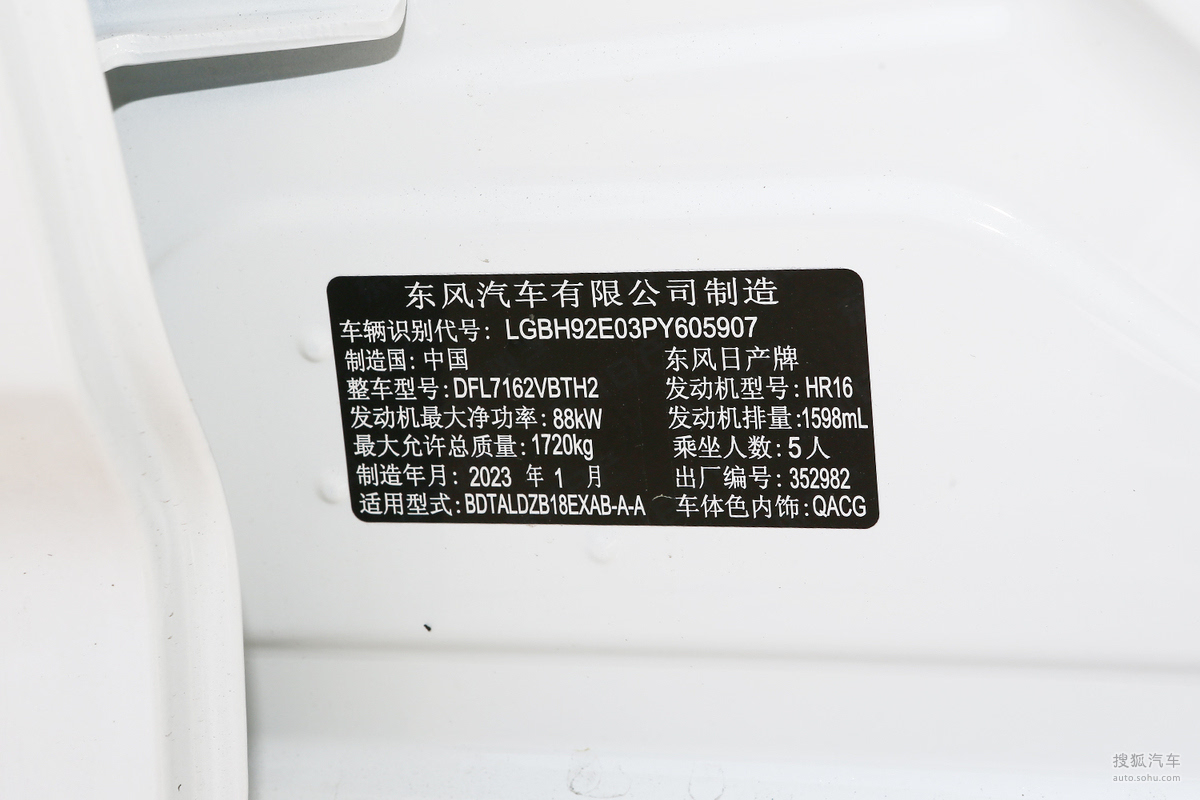 东风汽车有限公司制造
车辆识别代号: LGBH92E03PY605907
制造国: 中国 东风日产牌
整车型号: DFL7162VBTH2 发动机型号: HR16
发动机最大净功率: 88kW 发动机排量: 1598mL
最大允许总质量: 1720kg 乘坐人数: 5人
制造年月: 2023 年 1 月 出厂编号: 352982
适用型式: BDTALDZB18EXAB-A-A 车体色内饰: QACG
搜狐汽车
auto.sohu.com